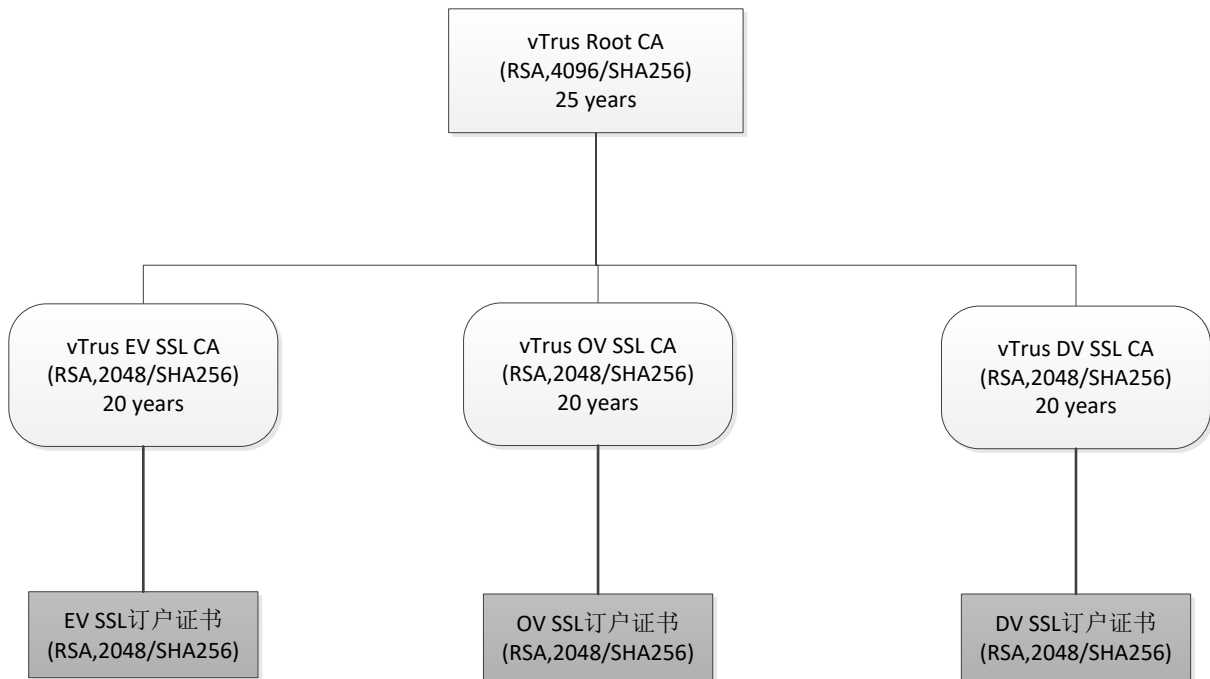 vTrus Root CA
(RSA,4096/SHA256)
25 years
vTrus EV SSL CA
(RSA,2048/SHA256)
20 years
vTrus OV SSL CA
(RSA,2048/SHA256)
20 years
vTrus DV SSL CA
(RSA,2048/SHA256)
20 years
EV SSL订户证书
(RSA,2048/SHA256)
OV SSL订户证书
(RSA,2048/SHA256)
DV SSL订户证书
(RSA,2048/SHA256)